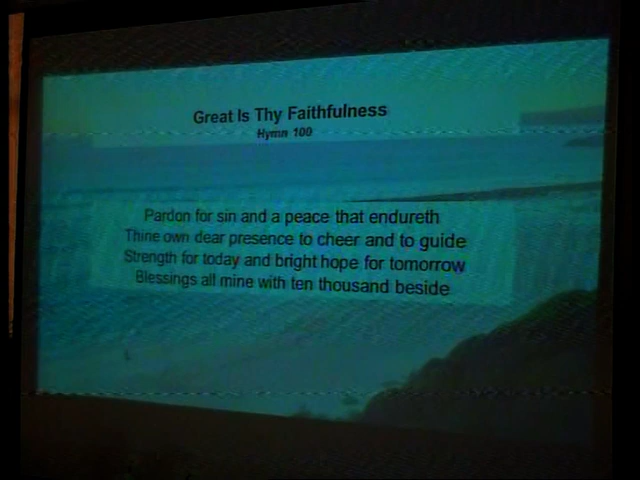 Great Is Thy Faithfulness
Hymn 100
Pardon for sin and a peace that endureth
Thine own dear presence to cheer and to guide
Strength for today and bright hope for tomorrow
Blessings all mine with ten thousand beside